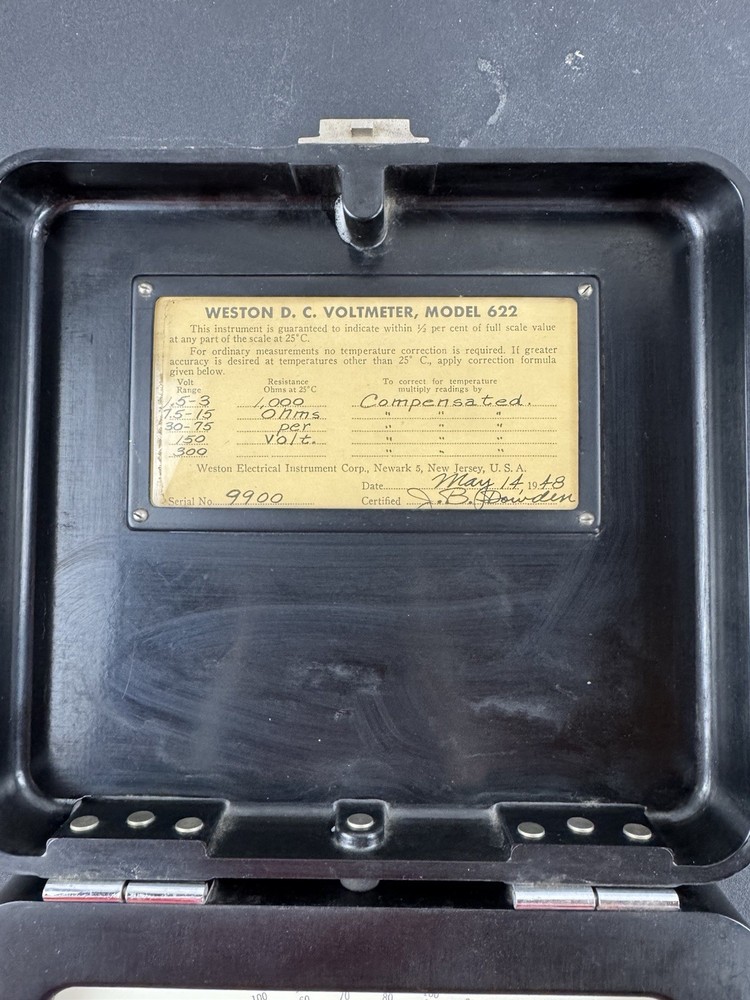 WESTON D. C. VOLTMETER, MODEL 622
This instrument is guaranteed to indicate within ½ per cent of full scale value
at any part of the scale at 25°C.
For ordinary measurements no temperature correction is required. If greater
accuracy is desired at temperatures other than 25° C., apply correction formula
given below.
Volt Resistance To correct for temperature
Range Ohms at 25°C multiply readings by
1.5-3 1,000 Compensated.
7.5-15 Ohms " " "
30-75 per " " "
150 Volt. " " "
300 " " "
Weston Electrical Instrument Corp., Newark 5, New Jersey, U. S. A.
Date May 14, 1948
Serial No. 9900 Certified J. B. Dowden
100 70 80